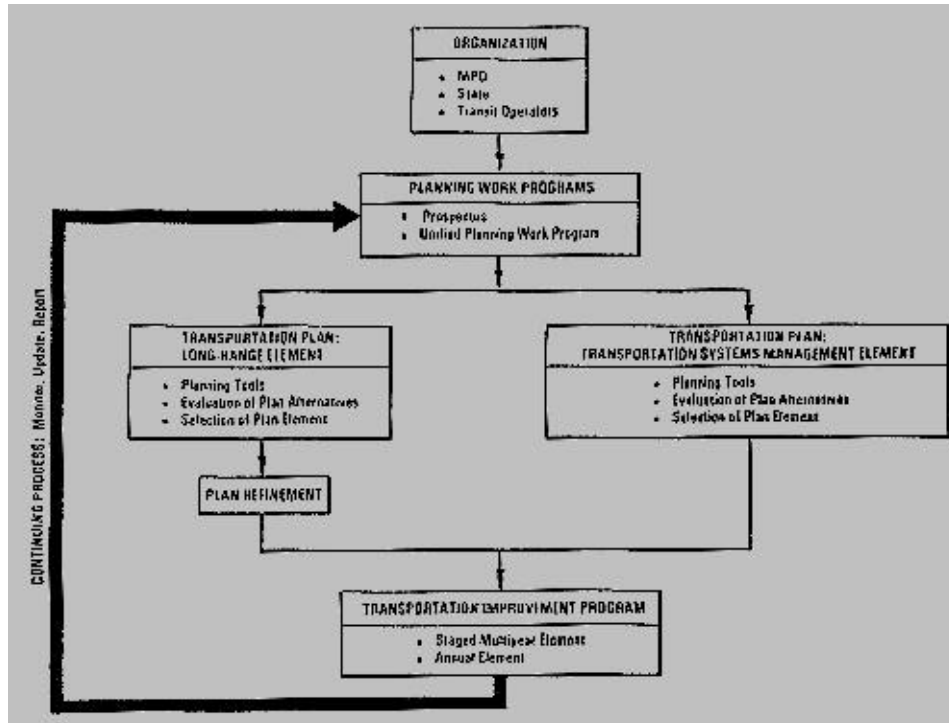 ORGANIZATION
• MPO
• State
• Transit Operators
PLANNING WORK PROGRAMS
• Prospectus
• Unified Planning Work Program
CONTINUING PROCESS: Monitor, Update, Report
TRANSPORTATION PLAN:
LONG-RANGE ELEMENT
• Planning Tools
• Evaluation of Plan Alternatives
• Selection of Plan Element
TRANSPORTATION PLAN:
TRANSPORTATION SYSTEMS MANAGEMENT ELEMENT
• Planning Tools
• Evaluation of Plan Alternatives
• Selection of Plan Element
PLAN REFINEMENT
TRANSPORTATION IMPROVEMENT PROGRAM
• Staged Multiyear Element
• Annual Element